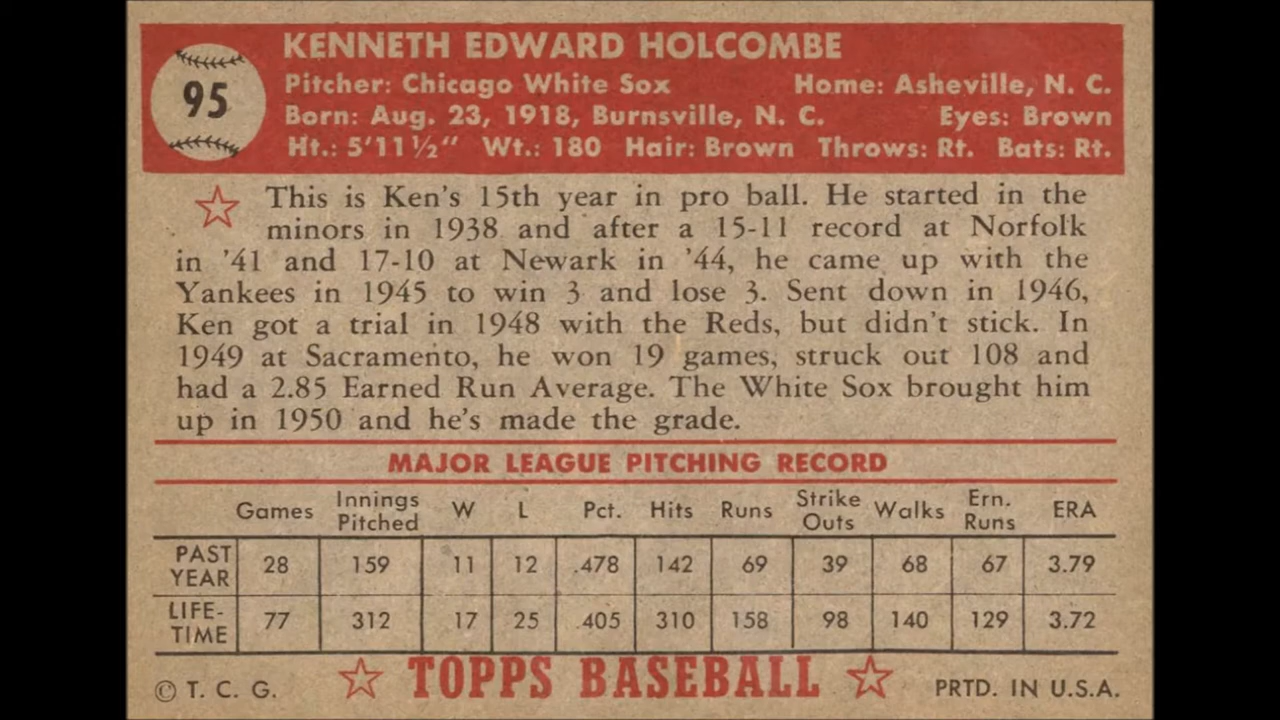 KENNETH EDWARD HOLCOMBE
95
Pitcher: Chicago White Sox Home: Asheville, N. C.
Born: Aug. 23, 1918, Burnsville, N. C. Eyes: Brown
Ht.: 5'11½" Wt.: 180 Hair: Brown Throws: Rt. Bats: Rt.
This is Ken's 15th year in pro ball. He started in the
minors in 1938 and after a 15-11 record at Norfolk
in '41 and 17-10 at Newark in '44, he came up with the
Yankees in 1945 to win 3 and lose 3. Sent down in 1946,
Ken got a trial in 1948 with the Reds, but didn't stick. In
1949 at Sacramento, he won 19 games, struck out 108 and
had a 2.85 Earned Run Average. The White Sox brought him
up in 1950 and he's made the grade.
MAJOR LEAGUE PITCHING RECORD
Games Innings Pitched W L Pct. Hits Runs Strike Outs Walks Ern. Runs ERA
PAST YEAR 28 159 11 12 .478 142 69 39 68 67 3.79
LIFE-TIME 77 312 17 25 .405 310 158 98 140 129 3.72
© T. C. G. TOPPS BASEBALL PRTD. IN U.S.A.